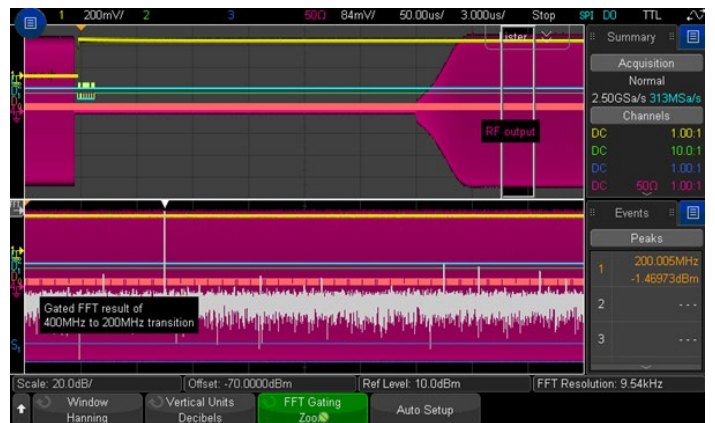 1 200mV/ 2 3 50Ω 84mV/ 50.00us/ 3.000us/ Stop SPI D0 TTL
Summary
Acquisition
Normal
2.50GSa/s 313MSa/s
Channels
DC 1.00:1
DC 10.0:1
DC 1.00:1
DC 50Ω 1.00:1
RF output
Events
Peaks
1 200.005MHz
-1.46973dBm
2 ---
3 ---
Gated FFT result of
400MHz to 200MHz transition
S1
Scale: 20.0dB/ Offset: -70.0000dBm Ref Level: 10.0dBm FFT Resolution: 9.54kHz
Window Vertical Units FFT Gating Auto Setup
Hanning Decibels Zoom